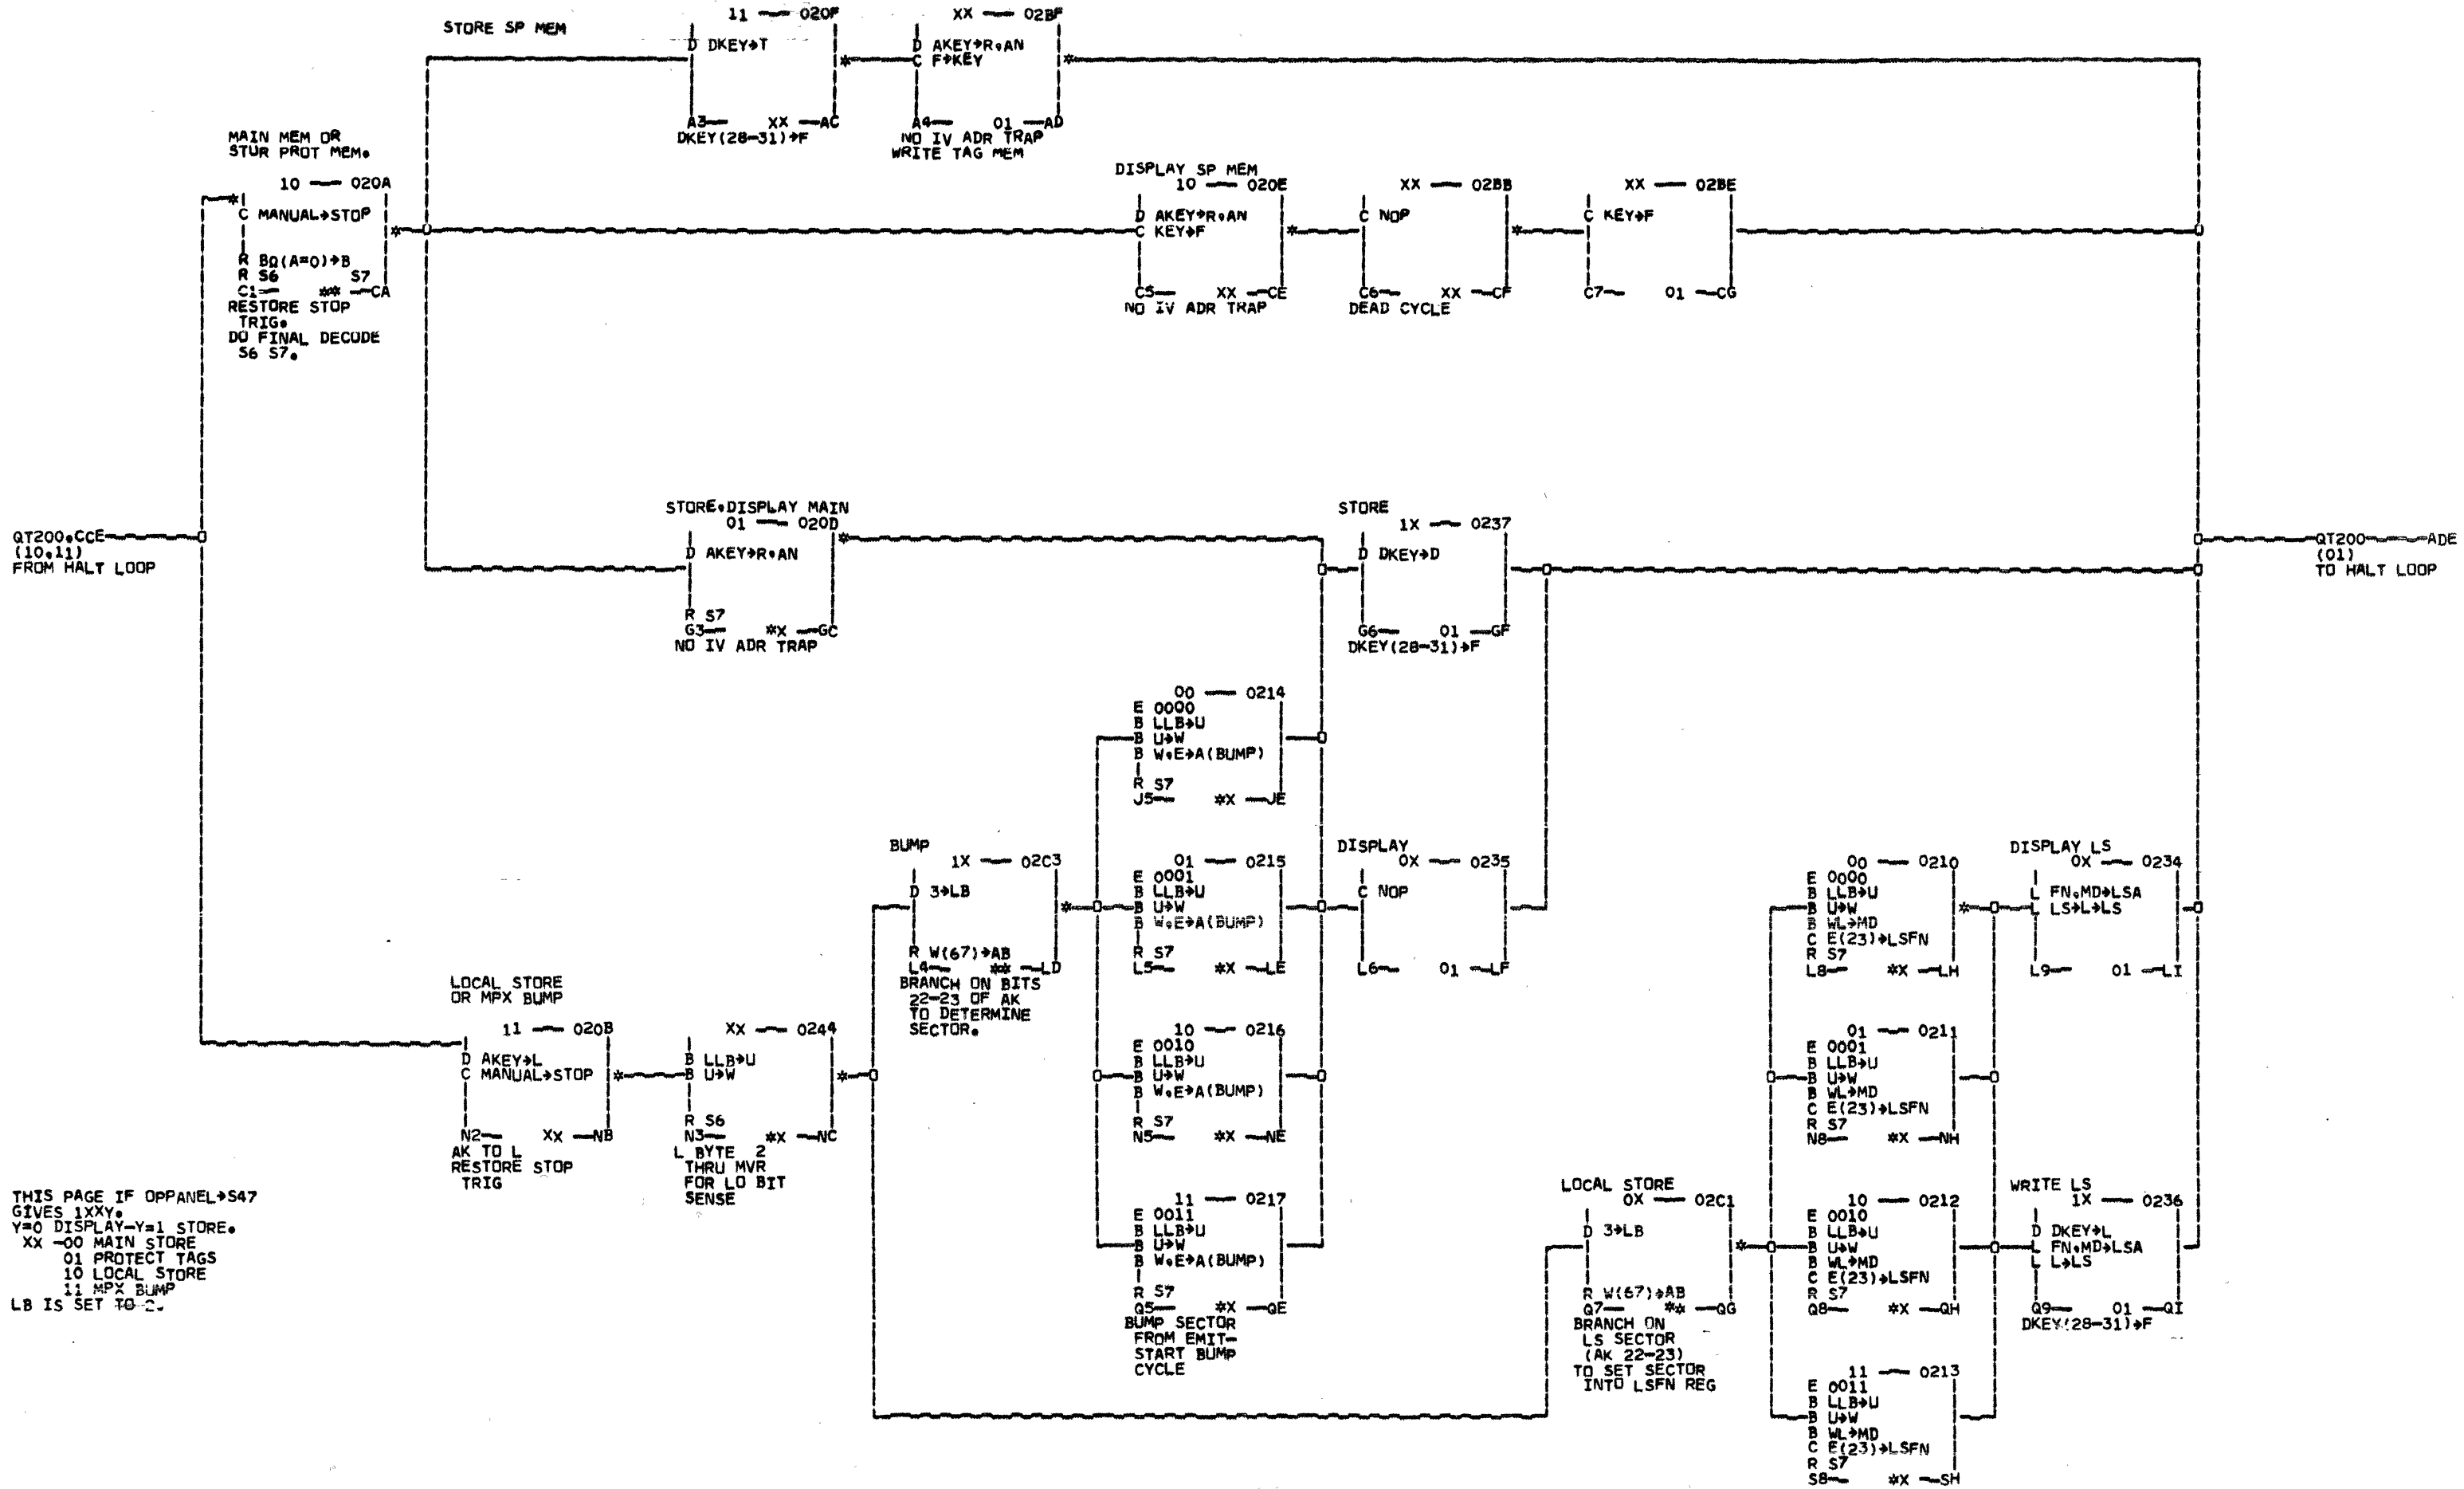 STORE SP MEM
11 — 020F
D DKEY→T
*
A3— XX —AC
DKEY(28-31)→F
XX — 02BF
D AKEY→R,AN
C F→KEY
*
A4— 01 —AD
NO IV ADR TRAP
WRITE TAG MEM
MAIN MEM OR
STOR PROT MEM.
10 — 020A
*
C MANUAL→STOP
*
R BQ(A=0)→B
R S6 S7
C1— ** —CA
RESTORE STOP
TRIG.
DO FINAL DECODE
S6 S7.
DISPLAY SP MEM
10 — 020E
D AKEY→R,AN
C KEY→F
*
C5— XX —CE
NO IV ADR TRAP
XX — 02BB
C NOP
*
C6— XX —CF
DEAD CYCLE
XX — 02BE
C KEY→F
C7— 01 —CG
QT200,CCE
(10,11)
FROM HALT LOOP
STORE,DISPLAY MAIN
01 — 020D
*
D AKEY→R,AN
R S7
G3— *X —GC
NO IV ADR TRAP
STORE
1X — 0237
D DKEY→D
G6— 01 —GF
DKEY(28-31)→F
QT200—ADE
(01)
TO HALT LOOP
00 — 0214
E 0000
B LLB→U
B U→W
B W,E→A(BUMP)
R S7
J5— *X —JE
BUMP
1X — 02C3
D 3→LB
*
R W(67)→AB
L4— ** —LD
BRANCH ON BITS
22-23 OF AK
TO DETERMINE
SECTOR.
01 — 0215
E 0001
B LLB→U
B U→W
B W,E→A(BUMP)
R S7
L5— *X —LE
DISPLAY
0X — 0235
C NOP
L6— 01 —LF
00 — 0210
E 0000
B LLB→U
B U→W
B WL→MD
C E(23)→LSFN
R S7
*
L8— *X —LH
DISPLAY LS
0X — 0234
L FN,MD→LSA
L LS→L→LS
L9— 01 —LI
LOCAL STORE
OR MPX BUMP
11 — 020B
D AKEY→L
C MANUAL→STOP
*
N2— XX —NB
AK TO L
RESTORE STOP
TRIG
XX — 0244
B LLB→U
B U→W
*
R S6
N3— *X —NC
L BYTE 2
THRU MVR
FOR LO BIT
SENSE
10 — 0216
E 0010
B LLB→U
B U→W
B W,E→A(BUMP)
R S7
N5— *X —NE
01 — 0211
E 0001
B LLB→U
B U→W
B WL→MD
C E(23)→LSFN
R S7
N8— *X —NH
THIS PAGE IF OPPANEL→S47
GIVES 1XXY.
Y=0 DISPLAY-Y=1 STORE.
XX -00 MAIN STORE
01 PROTECT TAGS
10 LOCAL STORE
11 MPX BUMP
LB IS SET TO 2.
11 — 0217
E 0011
B LLB→U
B U→W
B W,E→A(BUMP)
R S7
Q5— *X —QE
BUMP SECTOR
FROM EMIT-
START BUMP
CYCLE
LOCAL STORE
0X — 02C1
D 3→LB
*
R W(67)→AB
Q7— ** —QG
BRANCH ON
LS SECTOR
(AK 22-23)
TO SET SECTOR
INTO LSFN REG
10 — 0212
E 0010
B LLB→U
B U→W
B WL→MD
C E(23)→LSFN
R S7
Q8— *X —QH
WRITE LS
1X — 0236
D DKEY→L
L FN,MD→LSA
L L→LS
Q9— 01 —QI
DKEY(28-31)→F
11 — 0213
E 0011
B LLB→U
B U→W
B WL→MD
C E(23)→LSFN
R S7
S8— *X —SH